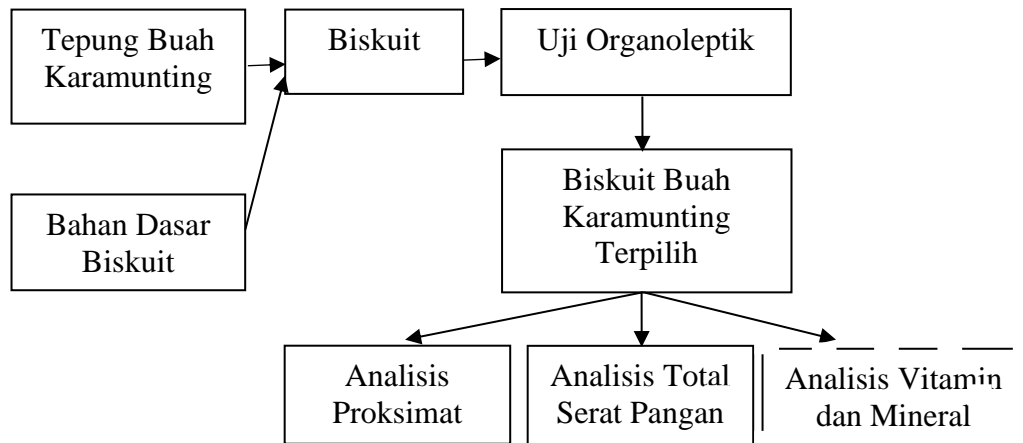 Tepung Buah
Karamunting
Biskuit
Uji Organoleptik
Bahan Dasar
Biskuit
Biskuit Buah
Karamunting
Terpilih
Analisis
Proksimat
Analisis Total
Serat Pangan
Analisis Vitamin
dan Mineral